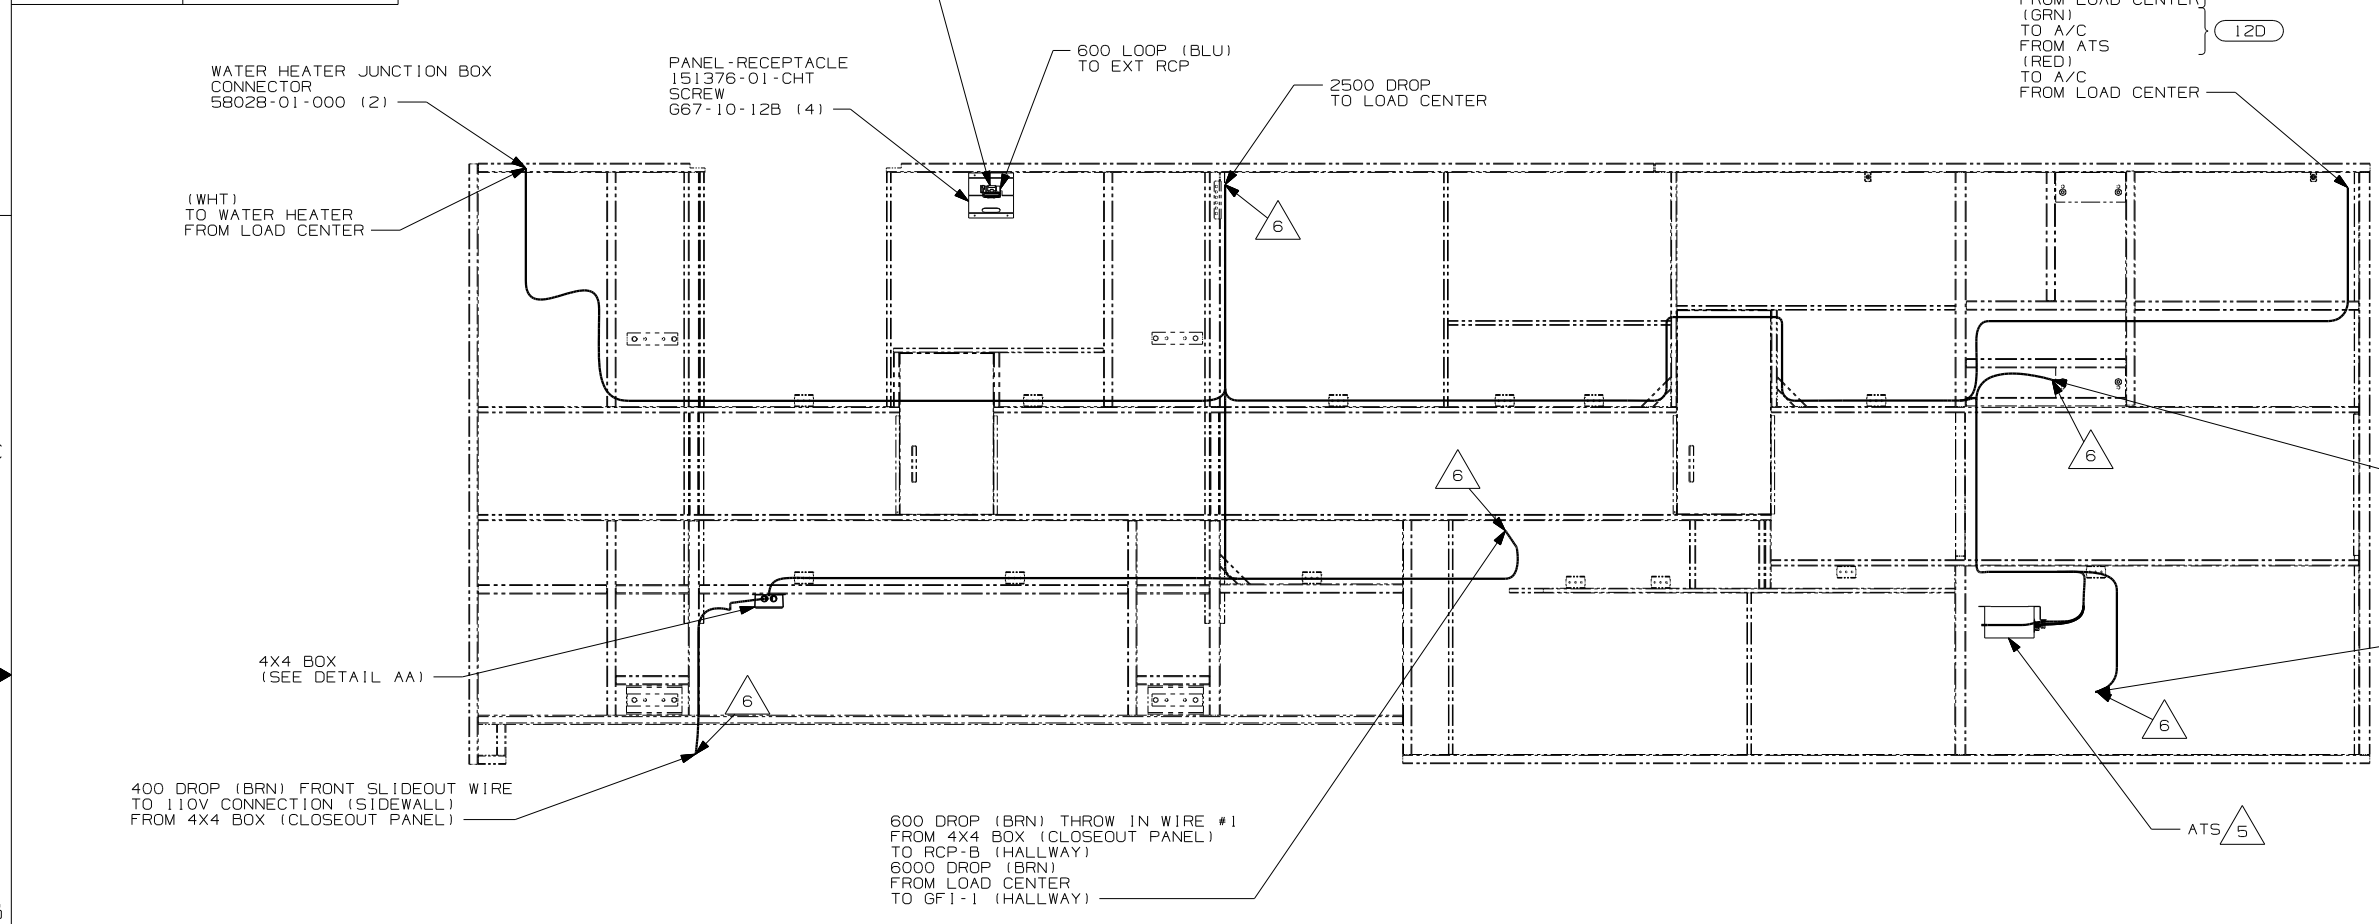 FROM LOAD CENTER
(GRN)
TO A/C
FROM ATS
(RED)
TO A/C
FROM LOAD CENTER
12D
600 LOOP (BLU)
TO EXT RCP
PANEL-RECEPTACLE
151376-01-CHT
SCREW
G67-10-12B (4)
WATER HEATER JUNCTION BOX
CONNECTOR
58028-01-000 (2)
2500 DROP
TO LOAD CENTER
(WHT)
TO WATER HEATER
FROM LOAD CENTER
6
6
6
4X4 BOX
(SEE DETAIL AA)
6
6
400 DROP (BRN) FRONT SLIDEOUT WIRE
TO 110V CONNECTION (SIDEWALL)
FROM 4X4 BOX (CLOSEOUT PANEL)
600 DROP (BRN) THROW IN WIRE #1
FROM 4X4 BOX (CLOSEOUT PANEL)
TO RCP-B (HALLWAY)
6000 DROP (BRN)
FROM LOAD CENTER
TO GFI-1 (HALLWAY)
ATS 5